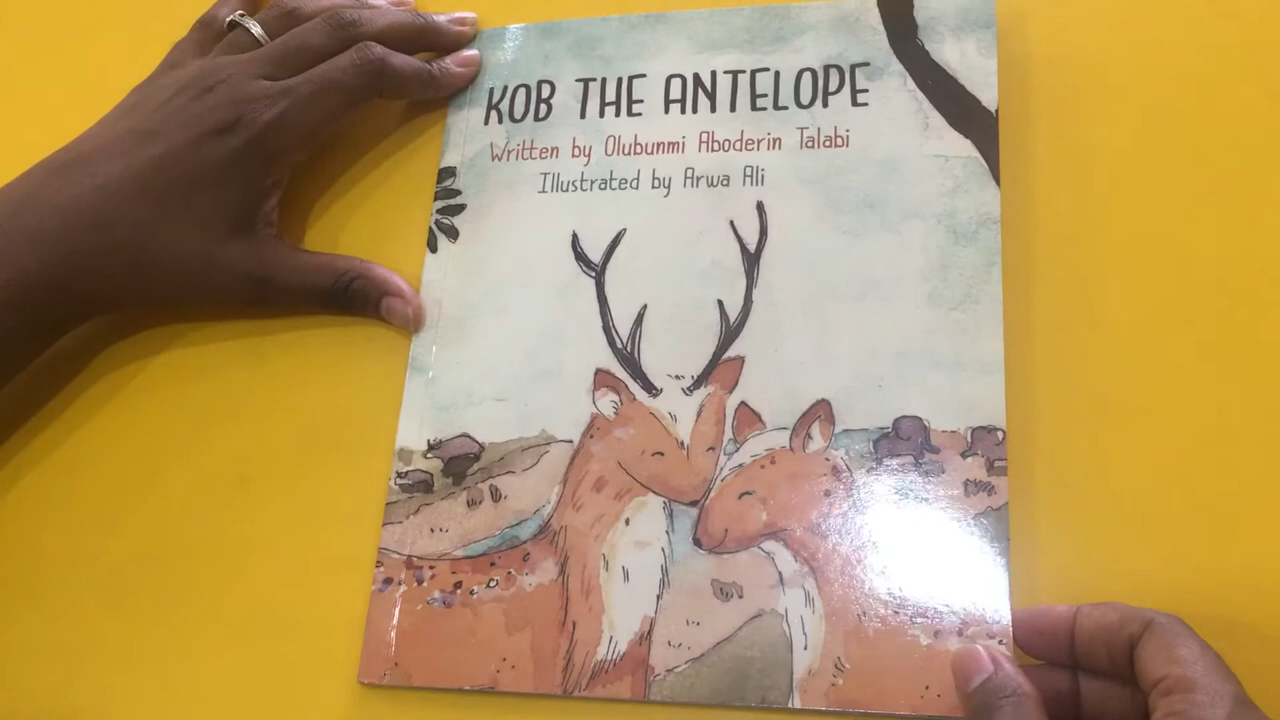 KOB THE ANTELOPE
Written by Olubunmi Aboderin Talabi
Illustrated by Arwa Ali